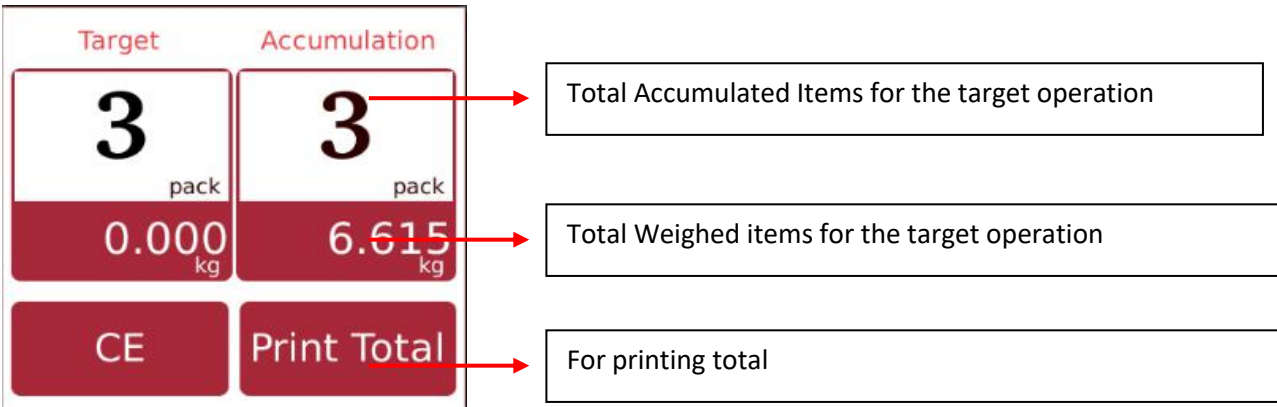 Target Accumulation
3 3
pack pack
0.000 6.615
kg kg
CE Print Total
Total Accumulated Items for the target operation
Total Weighed items for the target operation
For printing total